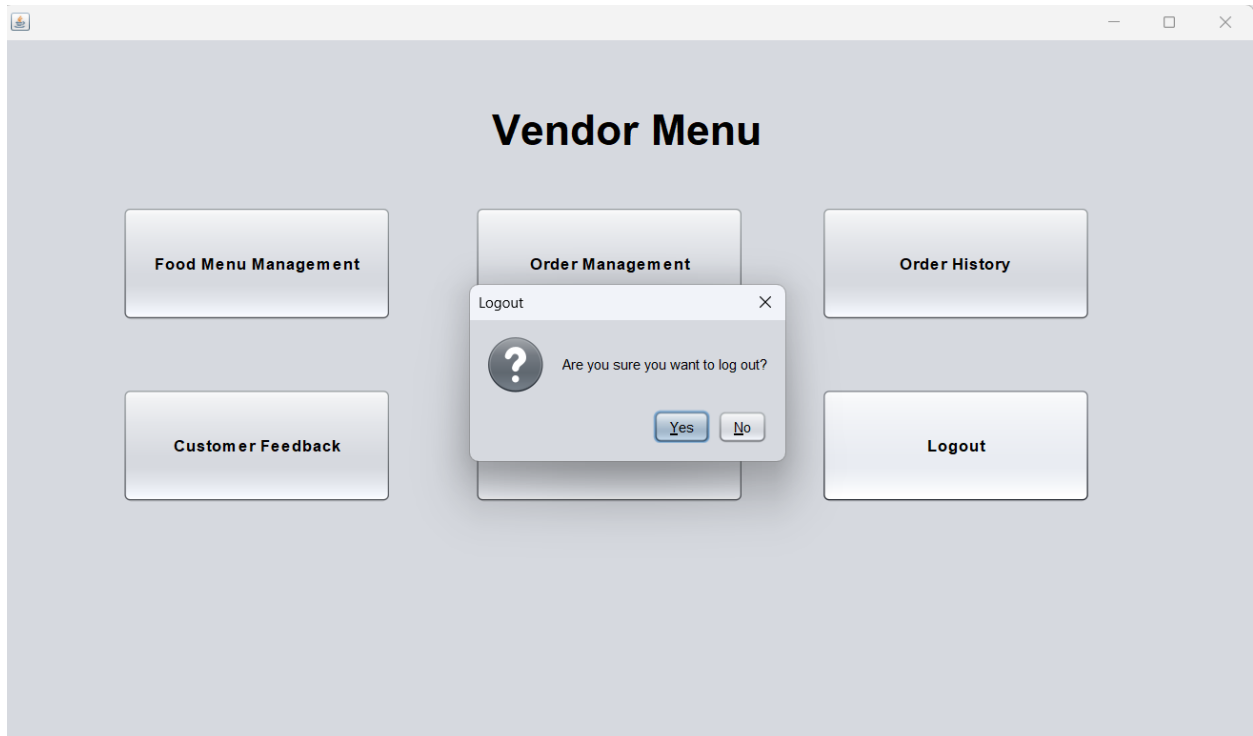 Vendor Menu
Food Menu Management
Order Management
Order History
Logout
Are you sure you want to log out?
Yes
No
Customer Feedback
Logout